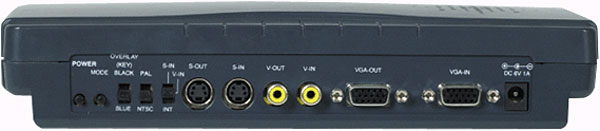 POWER
MODE
OVERLAY
(KEY)
BLACK
BLUE
PAL
NTSC
S-IN
V-IN
INT
S-OUT
S-IN
V-OUT
V-IN
VGA-OUT
VGA-IN
DC 6V 1A